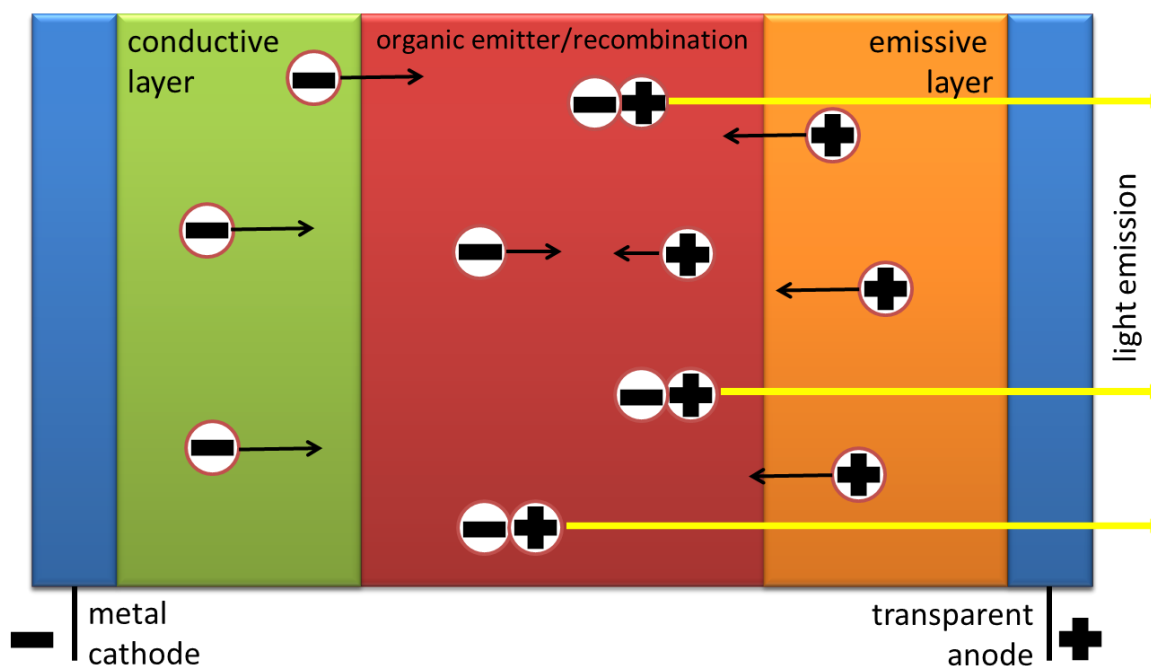 conductive
layer
organic emitter/recombination
emissive
layer
light emission
metal
cathode
transparent
anode